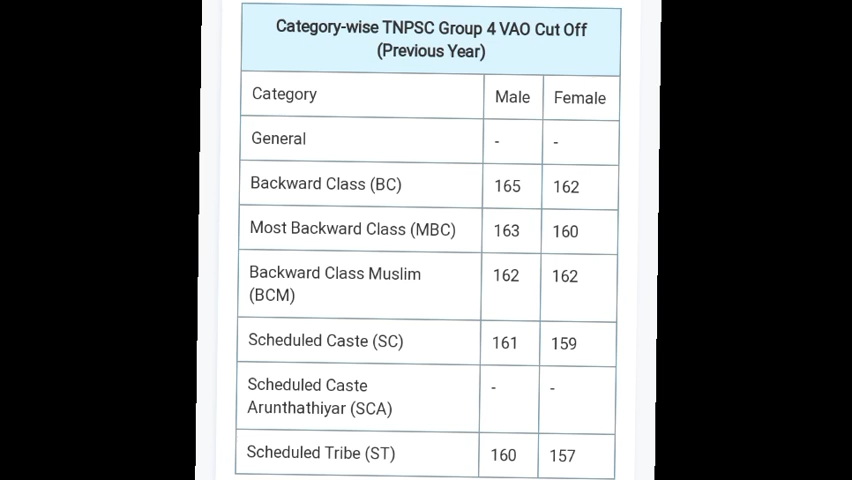 Category-wise TNPSC Group 4 VAO Cut Off
(Previous Year)
Category Male Female
General - -
Backward Class (BC) 165 162
Most Backward Class (MBC) 163 160
Backward Class Muslim
(BCM) 162 162
Scheduled Caste (SC) 161 159
Scheduled Caste
Arunthathiyar (SCA) - -
Scheduled Tribe (ST) 160 157